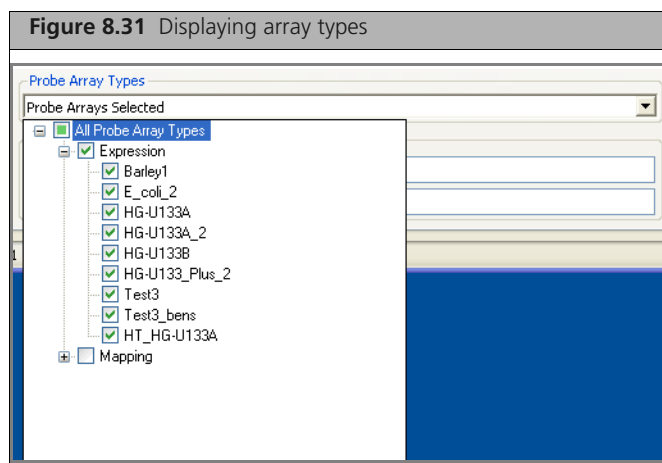 Figure 8.31 Displaying array types
Probe Array Types
Probe Arrays Selected
All Probe Array Types
Expression
Barley1
E_coli_2
HG-U133A
HG-U133A_2
HG-U133B
HG-U133_Plus_2
Test3
Test3_bens
HT_HG-U133A
Mapping
1